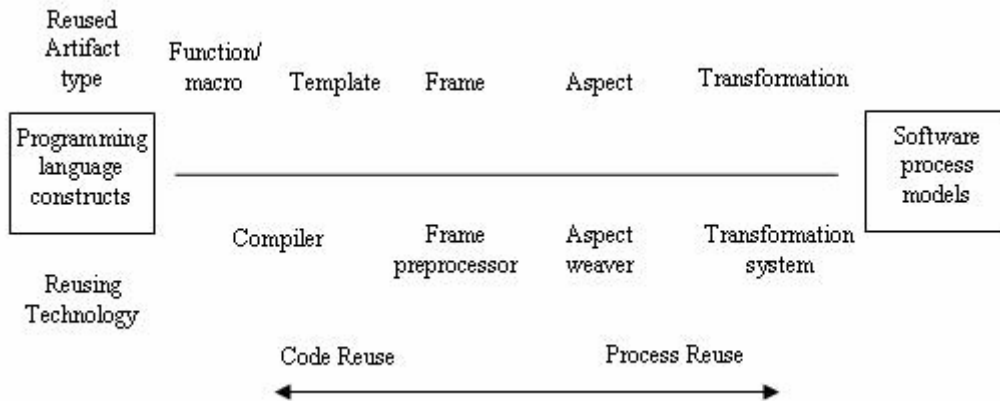 Reused
Artifact
type
Function/
macro
Template
Frame
Aspect
Transformation
Programming
language
constructs
Software
process
models
Compiler
Frame
preprocessor
Aspect
weaver
Transformation
system
Reusing
Technology
Code Reuse
Process Reuse